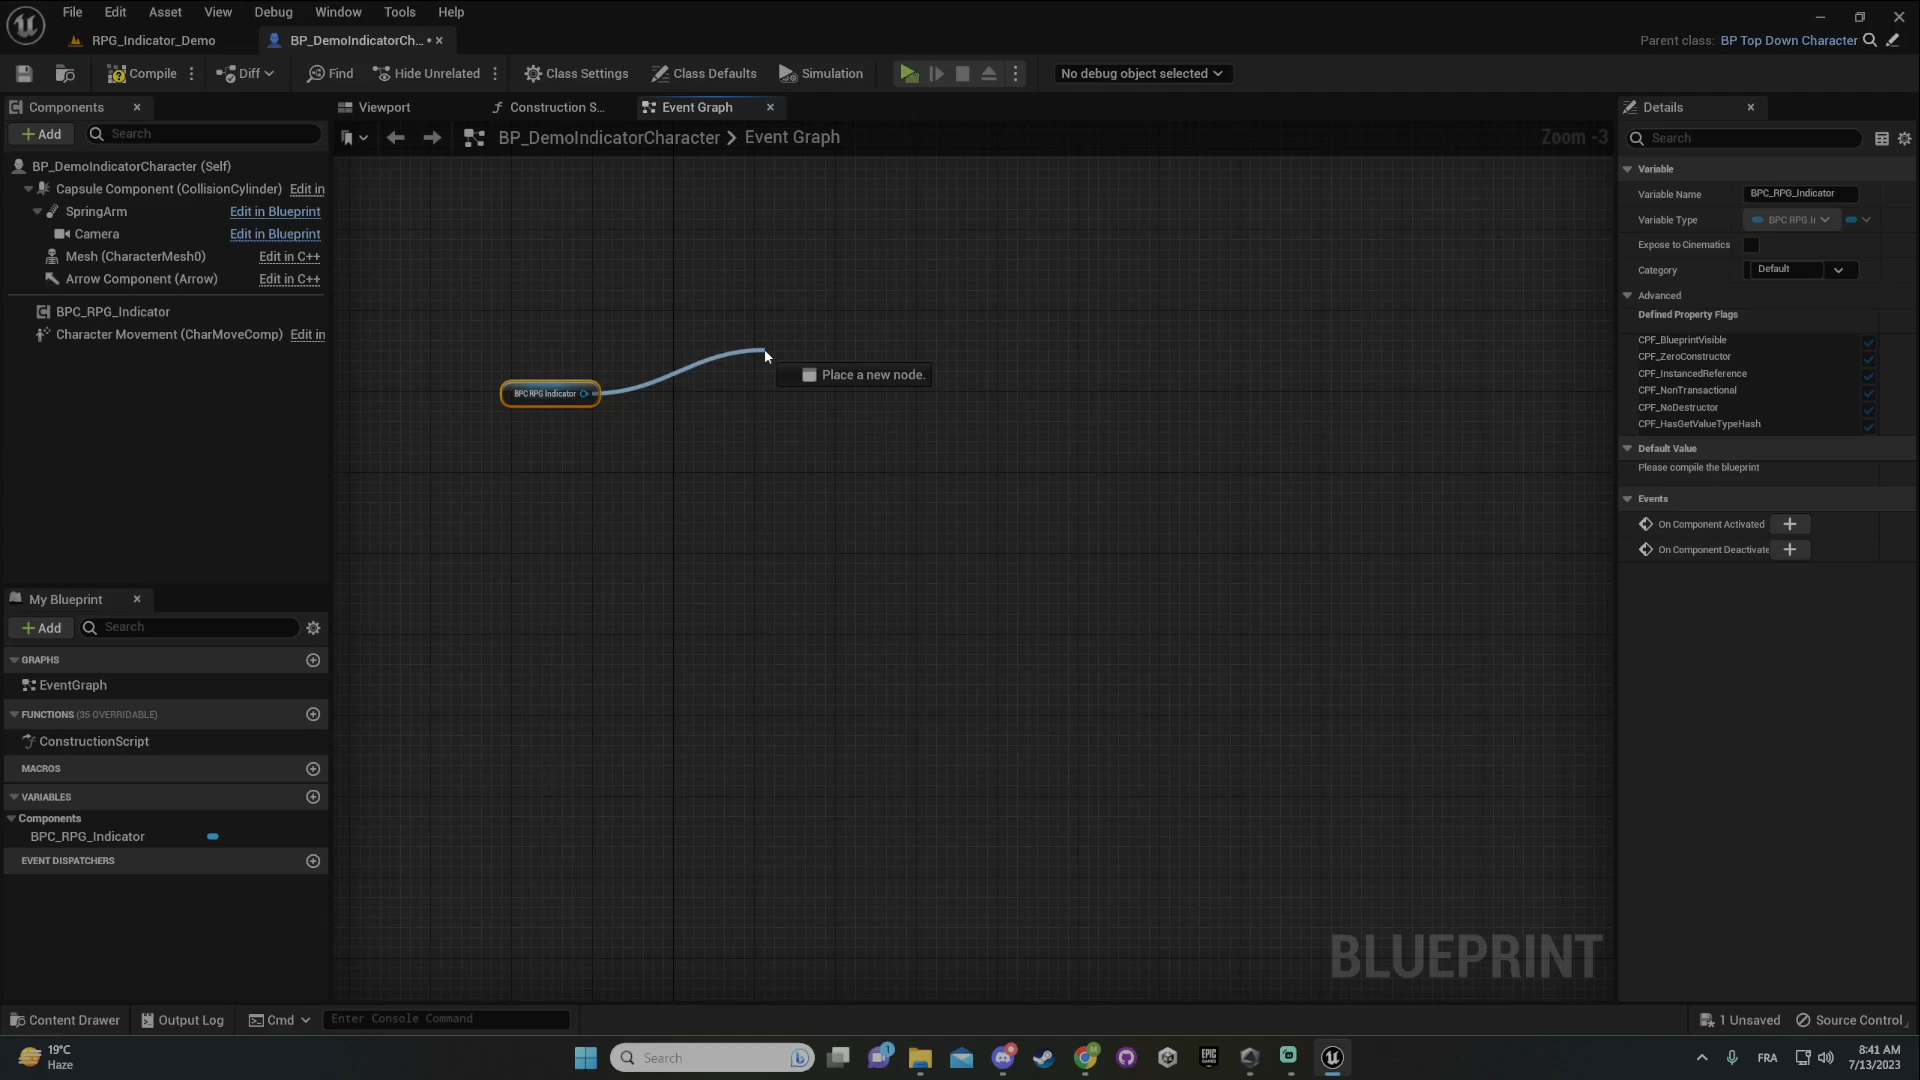 File Edit Asset View Debug Window Tools Help
RPG_Indicator_Demo
BP_DemoIndicatorCh...
Parent class: BP Top Down Character
Compile
Diff
Find
Hide Unrelated
Class Settings
Class Defaults
Simulation
No debug object selected
Components
Viewport
Construction S...
Event Graph
Details
Add
Search
BP_DemoIndicatorCharacter > Event Graph
Zoom -3
Search
BP_DemoIndicatorCharacter (Self)
Capsule Component (CollisionCylinder) Edit in
SpringArm Edit in Blueprint
Camera Edit in Blueprint
Mesh (CharacterMesh0) Edit in C++
Arrow Component (Arrow) Edit in C++
BPC_RPG_Indicator
Character Movement (CharMoveComp) Edit in
BPC RPG Indicator
Place a new node.
Variable
Variable Name BPC_RPG_Indicator
Variable Type BPC RPG I
Expose to Cinematics
Category Default
Advanced
Defined Property Flags
CPF_BlueprintVisible
CPF_ZeroConstructor
CPF_InstancedReference
CPF_NonTransactional
CPF_NoDestructor
CPF_HasGetValueTypeHash
Default Value
Please compile the blueprint
Events
On Component Activated
On Component Deactivate
My Blueprint
Add
Search
GRAPHS
EventGraph
FUNCTIONS (35 OVERRIDABLE)
ConstructionScript
MACROS
VARIABLES
Components
BPC_RPG_Indicator
EVENT DISPATCHERS
BLUEPRINT
Content Drawer
Output Log
Cmd
Enter Console Command
1 Unsaved
Source Control
19°C
Haze
Search
1
EPIC GAMES
FRA
8:41 AM
7/13/2023